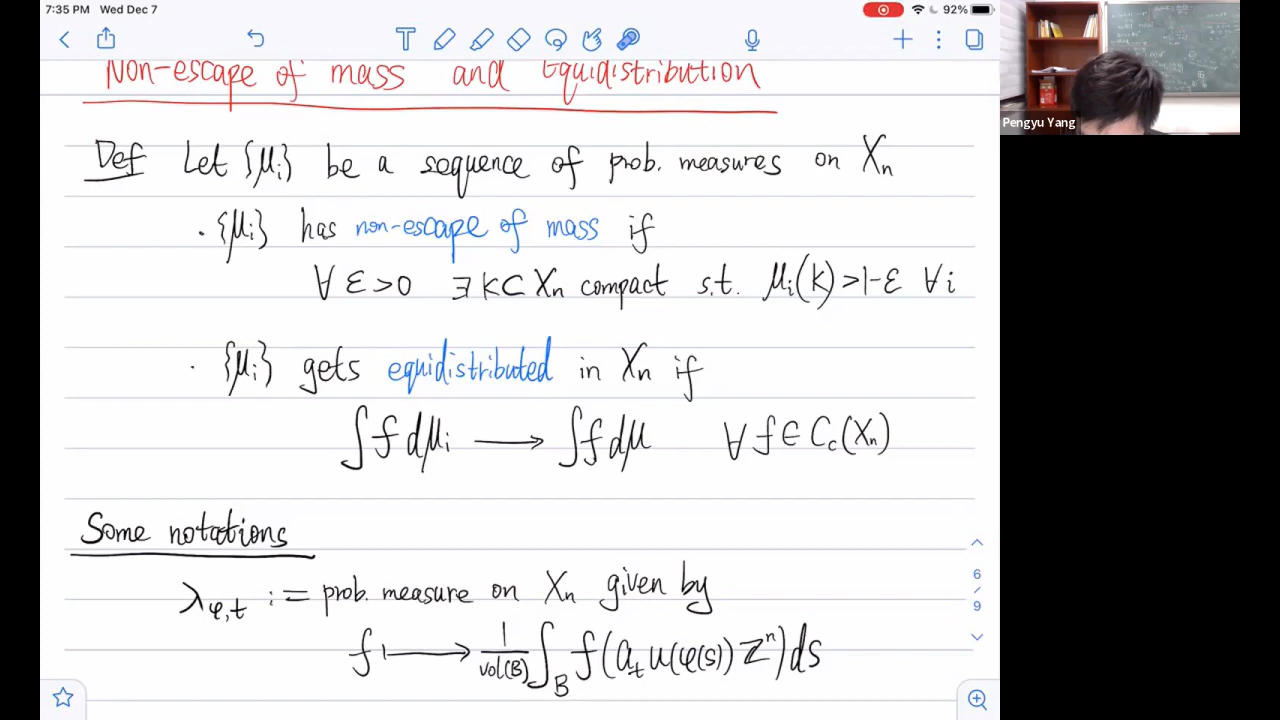 7:35 PM Wed Dec 7
92%
Non-escape of mass and Equidistribution
Def Let {μi} be a sequence of prob. measures on Xn
· {μi} has non-escape of mass if
∀ ε>0 ∃ K⊂ Xn compact s.t. μi(K)>1-ε ∀i
· {μi} gets equidistributed in Xn if
∫f dμi ⟶ ∫f dμ ∀ f∈ Cc(Xn)
Some notations
λφ,t := prob. measure on Xn given by
f ⟼ 1/vol(B) ∫B f(at u(φ(s)) ℤ^n) ds
6
/
9
T
Pengyu Yang